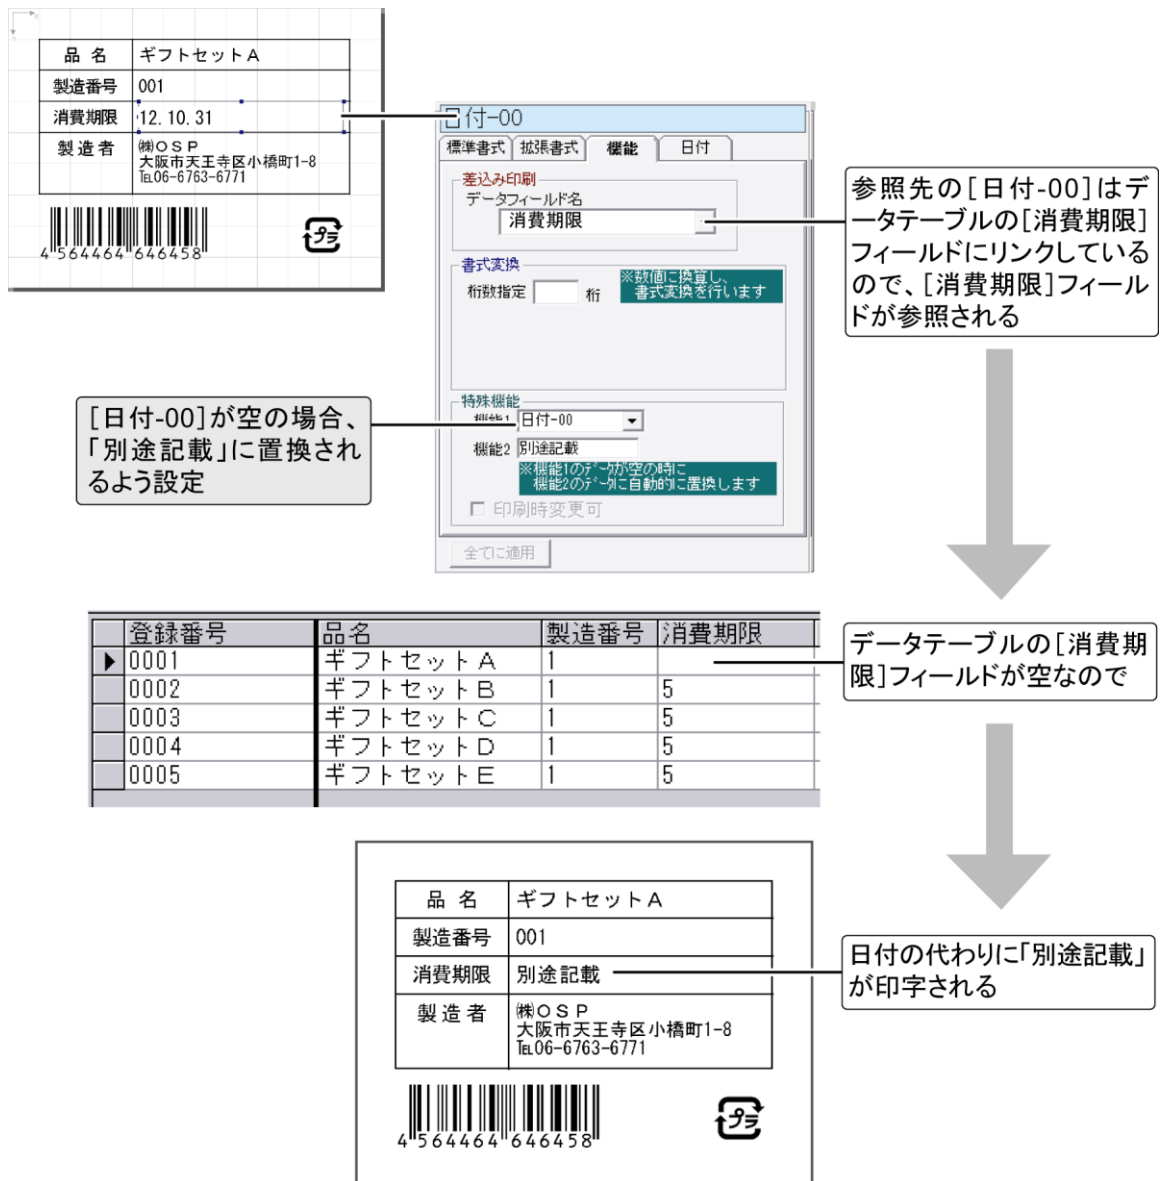 品 名 ギフトセットA
製造番号 001
消費期限 12. 10. 31
製 造 者 ㈱OSP
大阪市天王寺区小橋町1-8
℡06-6763-6771
4 564464 646458
プラ
日付-00
標準書式 拡張書式 機能 日付
差込み印刷
データフィールド名
消費期限
書式変換
桁数指定 桁
※数値に換算し、
書式変換を行います
特殊機能
機能1 日付-00
機能2 別途記載
※機能1のデータが空の時に
機能2のデータに自動的に置換します
印刷時変更可
全てに適用
参照先の[日付-00]はデ
ータテーブルの[消費期限]
フィールドにリンクしている
ので、[消費期限]フィール
ドが参照される
[日付-00]が空の場合、
「別途記載」に置換され
るよう設定
登録番号 品名 製造番号 消費期限
0001 ギフトセットA 1
0002 ギフトセットB 1 5
0003 ギフトセットC 1 5
0004 ギフトセットD 1 5
0005 ギフトセットE 1 5
データテーブルの[消費期
限]フィールドが空なので
品 名 ギフトセットA
製造番号 001
消費期限 別途記載
製 造 者 ㈱OSP
大阪市天王寺区小橋町1-8
℡06-6763-6771
4 564464 646458
プラ
日付の代わりに「別途記載」
が印字される